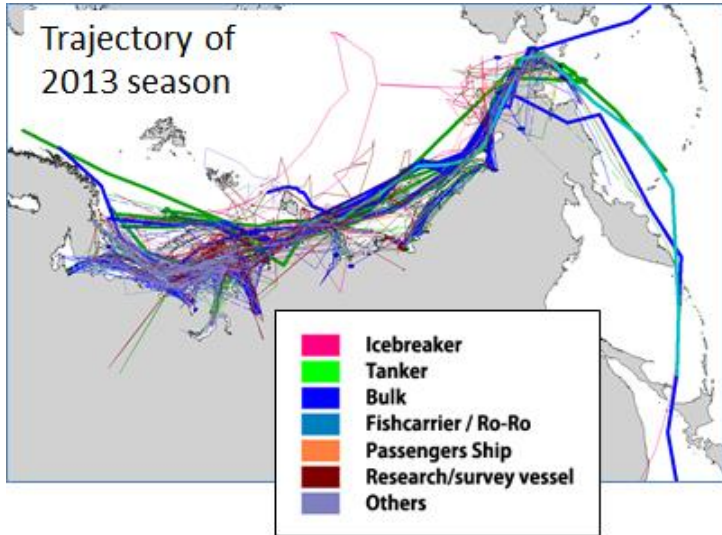 Trajectory of
2013 season
Icebreaker
Tanker
Bulk
Fishcarrier / Ro-Ro
Passengers Ship
Research/survey vessel
Others